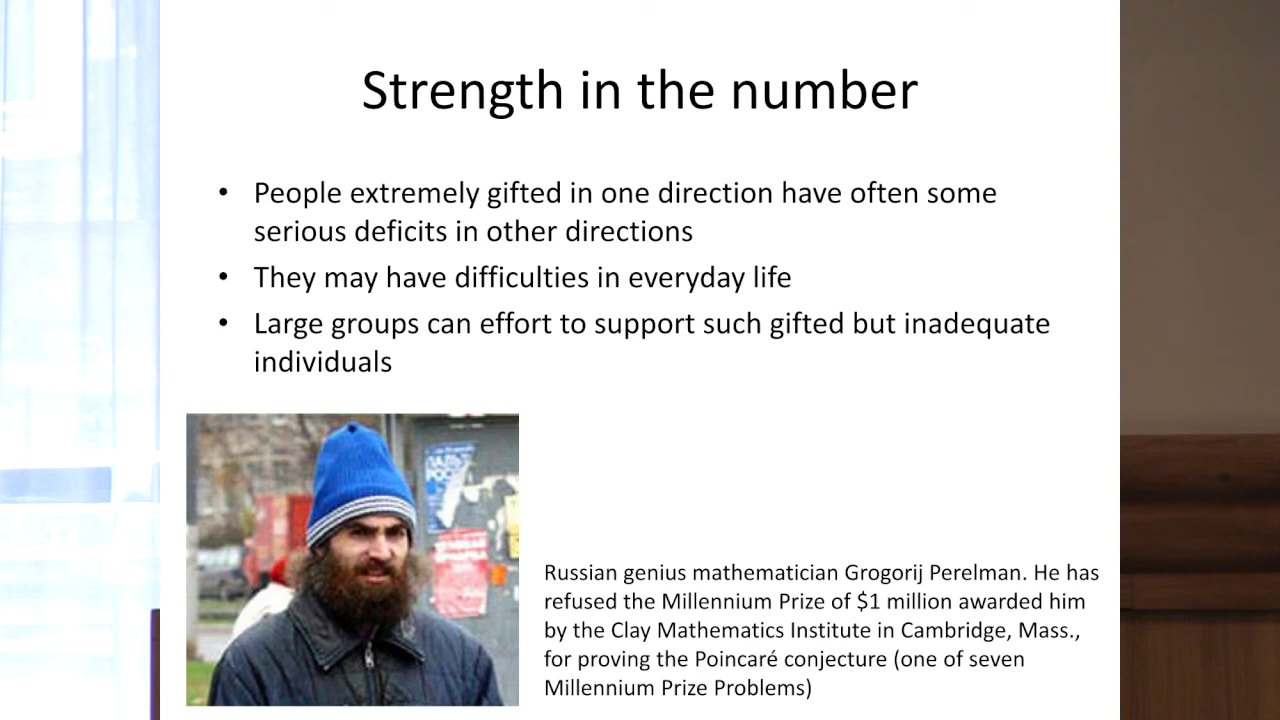 Strength in the number
• People extremely gifted in one direction have often some
serious deficits in other directions
• They may have difficulties in everyday life
• Large groups can effort to support such gifted but inadequate
individuals
Russian genius mathematician Grogorij Perelman. He has
refused the Millennium Prize of $1 million awarded him
by the Clay Mathematics Institute in Cambridge, Mass.,
for proving the Poincaré conjecture (one of seven
Millennium Prize Problems)